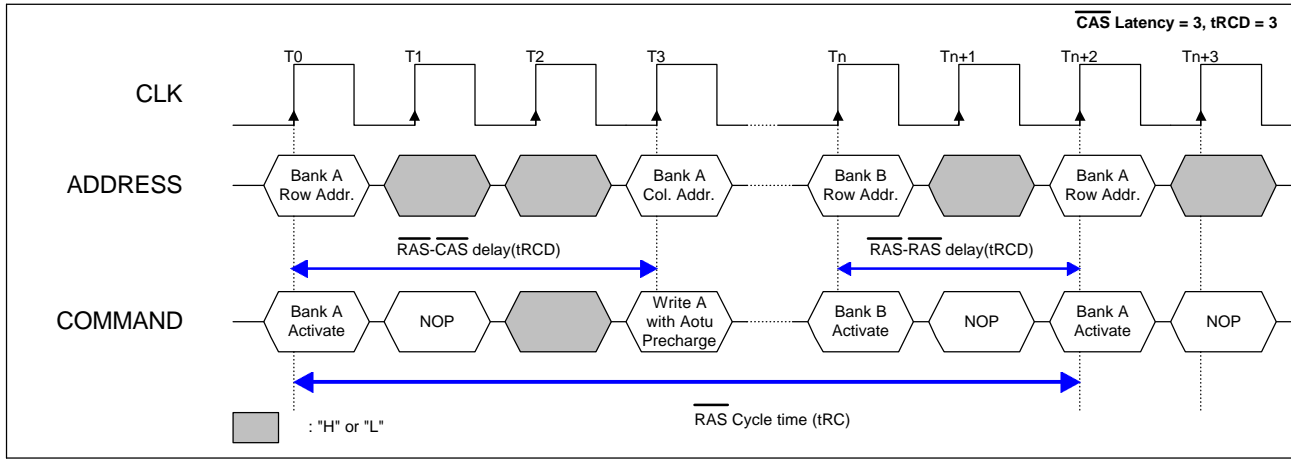 CAS Latency = 3, tRCD = 3
T0 T1 T2 T3 Tn Tn+1 Tn+2 Tn+3
CLK
ADDRESS
Bank A
Row Addr.
Bank A
Col. Addr.
Bank B
Row Addr.
Bank A
Row Addr.
RAS-CAS delay(tRCD)
RAS-RAS delay(tRCD)
COMMAND
Bank A
Activate
NOP
Write A
with Aotu
Precharge
Bank B
Activate
NOP
Bank A
Activate
NOP
RAS Cycle time (tRC)
: "H" or "L"